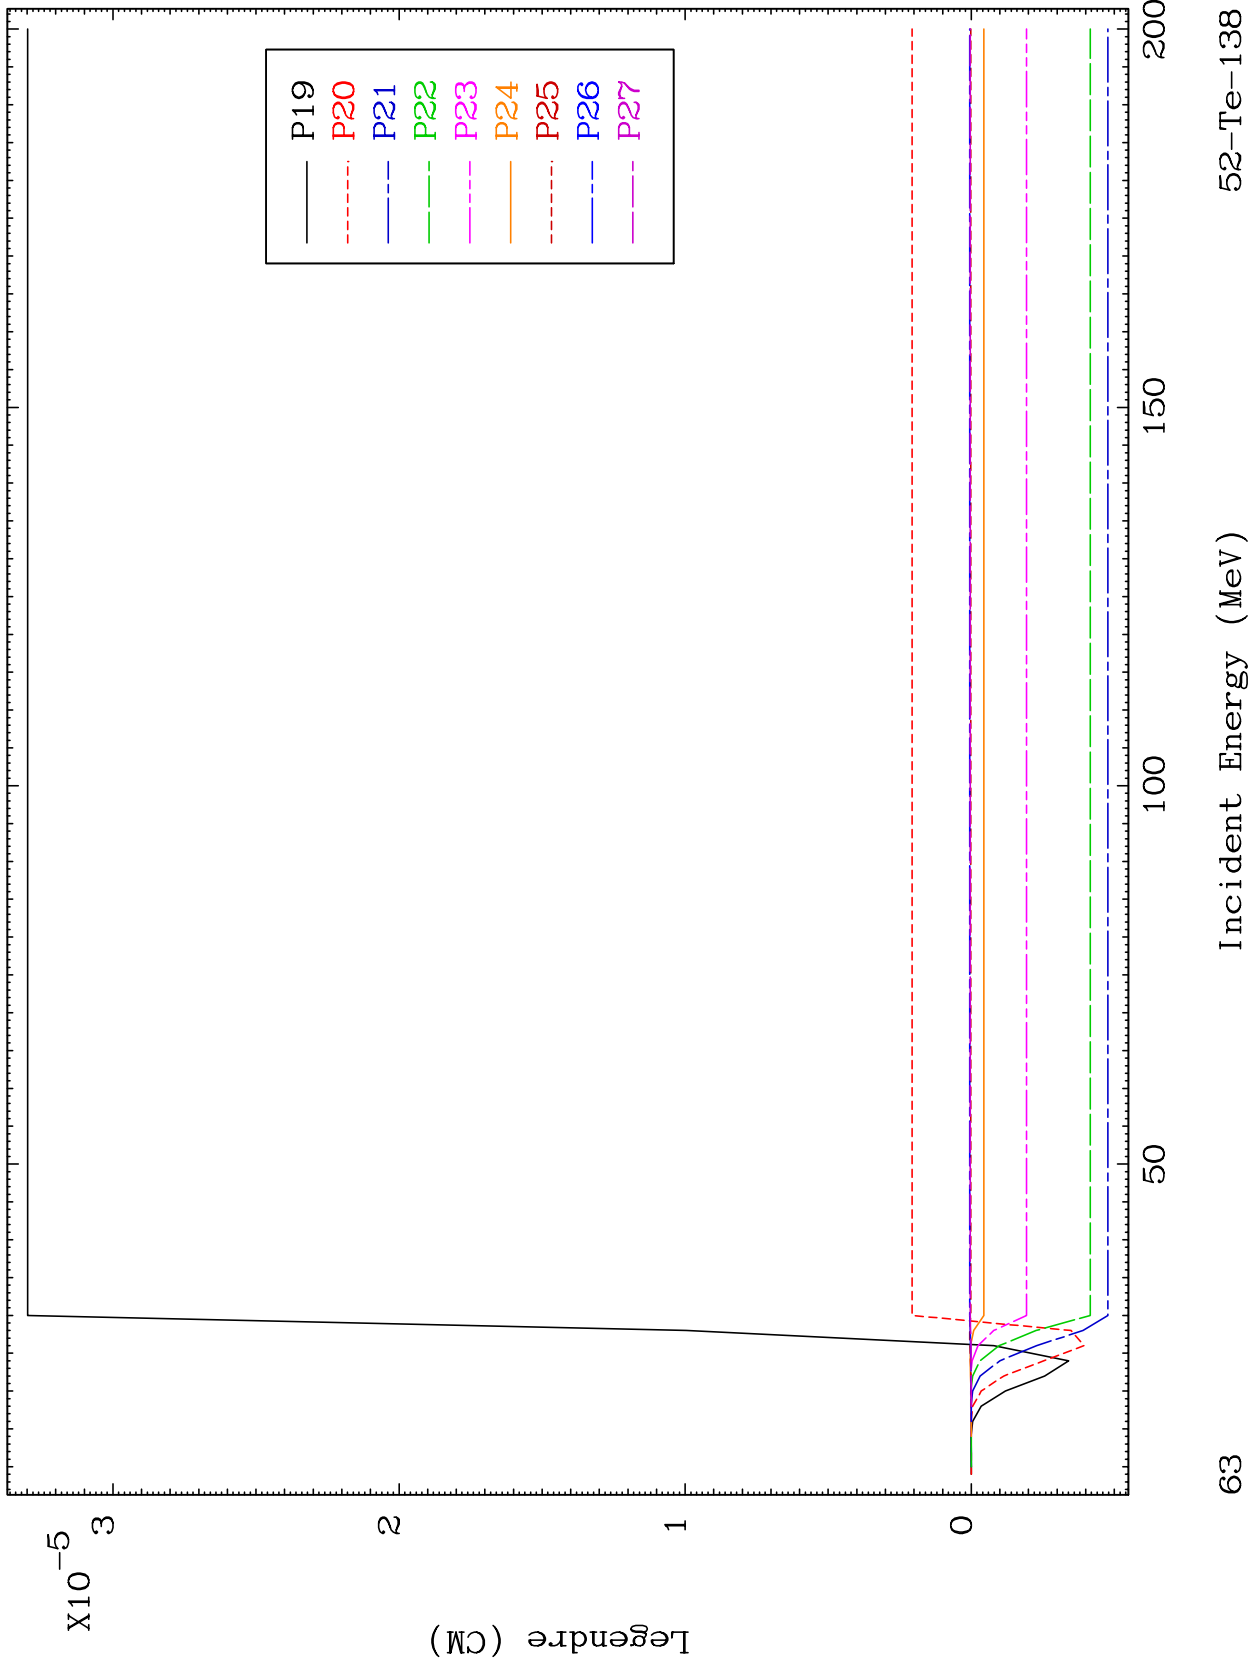 X10-5
3
2
1
0
Legendre (CM)
P19
P20
P21
P22
P23
P24
P25
P26
P27
50
100
150
200
Incident Energy (MeV)
63
52-Te-138